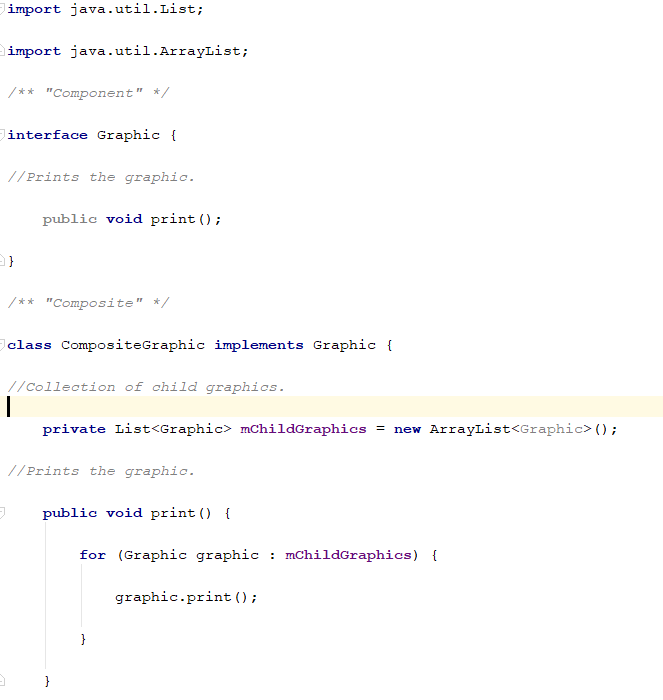 import java.util.List;
import java.util.ArrayList;
/** "Component" */
interface Graphic {
//Prints the graphic.
public void print();
}
/** "Composite" */
class CompositeGraphic implements Graphic {
//Collection of child graphics.
private List<Graphic> mChildGraphics = new ArrayList<Graphic>();
//Prints the graphic.
public void print() {
for (Graphic graphic : mChildGraphics) {
graphic.print();
}
}